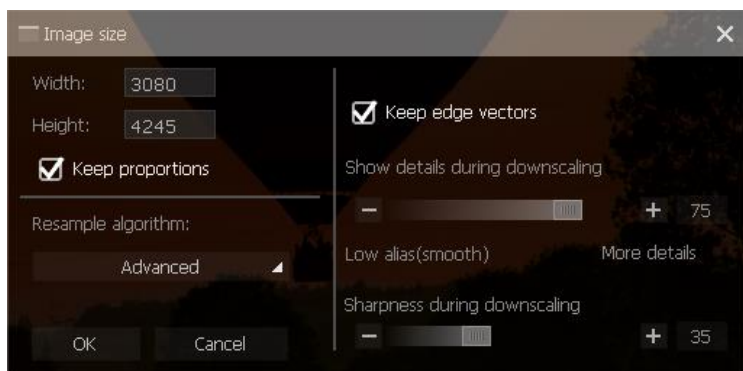 Image size
Width: 3080
Height: 4245
Keep proportions
Resample algorithm:
Advanced
OK Cancel
Keep edge vectors
Show details during downscaling
75
Low alias(smooth) More details
Sharpness during downscaling
35